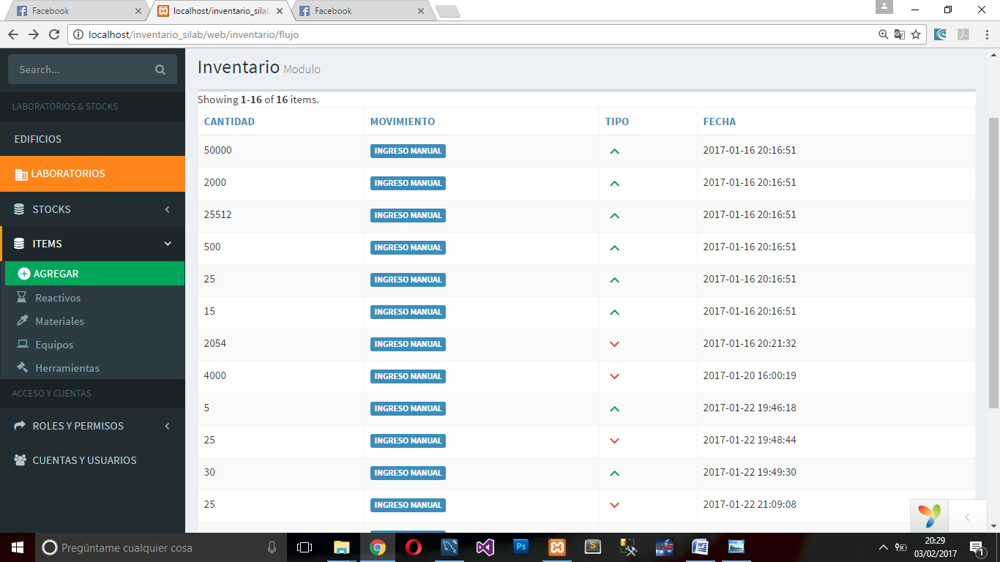 Facebook
localhost/inventario_silab
Facebook
localhost/inventario_silab/web/inventario/flujo
Search...
LABORATORIOS & STOCKS
EDIFICIOS
LABORATORIOS
STOCKS
ITEMS
AGREGAR
Reactivos
Materiales
Equipos
Herramientas
ACCESO Y CUENTAS
ROLES Y PERMISOS
CUENTAS Y USUARIOS
Inventario Modulo
Showing 1-16 of 16 items.
CANTIDAD MOVIMIENTO TIPO FECHA
50000 INGRESO MANUAL 2017-01-16 20:16:51
2000 INGRESO MANUAL 2017-01-16 20:16:51
25512 INGRESO MANUAL 2017-01-16 20:16:51
500 INGRESO MANUAL 2017-01-16 20:16:51
25 INGRESO MANUAL 2017-01-16 20:16:51
15 INGRESO MANUAL 2017-01-16 20:16:51
2054 INGRESO MANUAL 2017-01-16 20:21:32
4000 INGRESO MANUAL 2017-01-20 16:00:19
5 INGRESO MANUAL 2017-01-22 19:46:18
25 INGRESO MANUAL 2017-01-22 19:48:44
30 INGRESO MANUAL 2017-01-22 19:49:30
25 INGRESO MANUAL 2017-01-22 21:09:08
Pregúntame cualquier cosa
Ps
S
W
20:29
03/02/2017
1